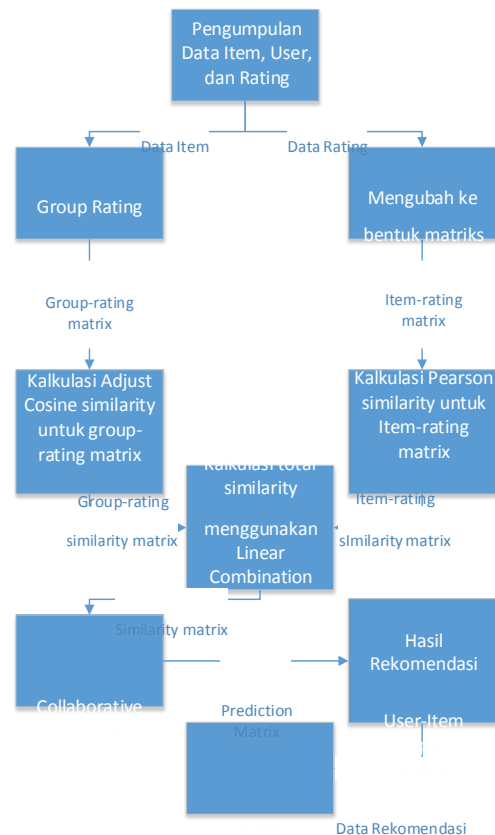 Pengumpulan
Data Item, User,
dan Rating
Data Item
Data Rating
Group Rating
Mengubah ke
bentuk matriks
Group-rating
matrix
Item-rating
matrix
Kalkulasi Adjust
Cosine similarity
untuk group-
rating matrix
Kalkulasi Pearson
similarity untuk
Item-rating
matrix
Kalkulasi total
similarity
menggunakan
Linear
Combination
Group-rating
similarity matrix
Item-rating
sImilarity matrix
Similarity matrix
Collaborative
Hasil
Rekomendasi
User-Item
Prediction
Matrix
Data Rekomendasi